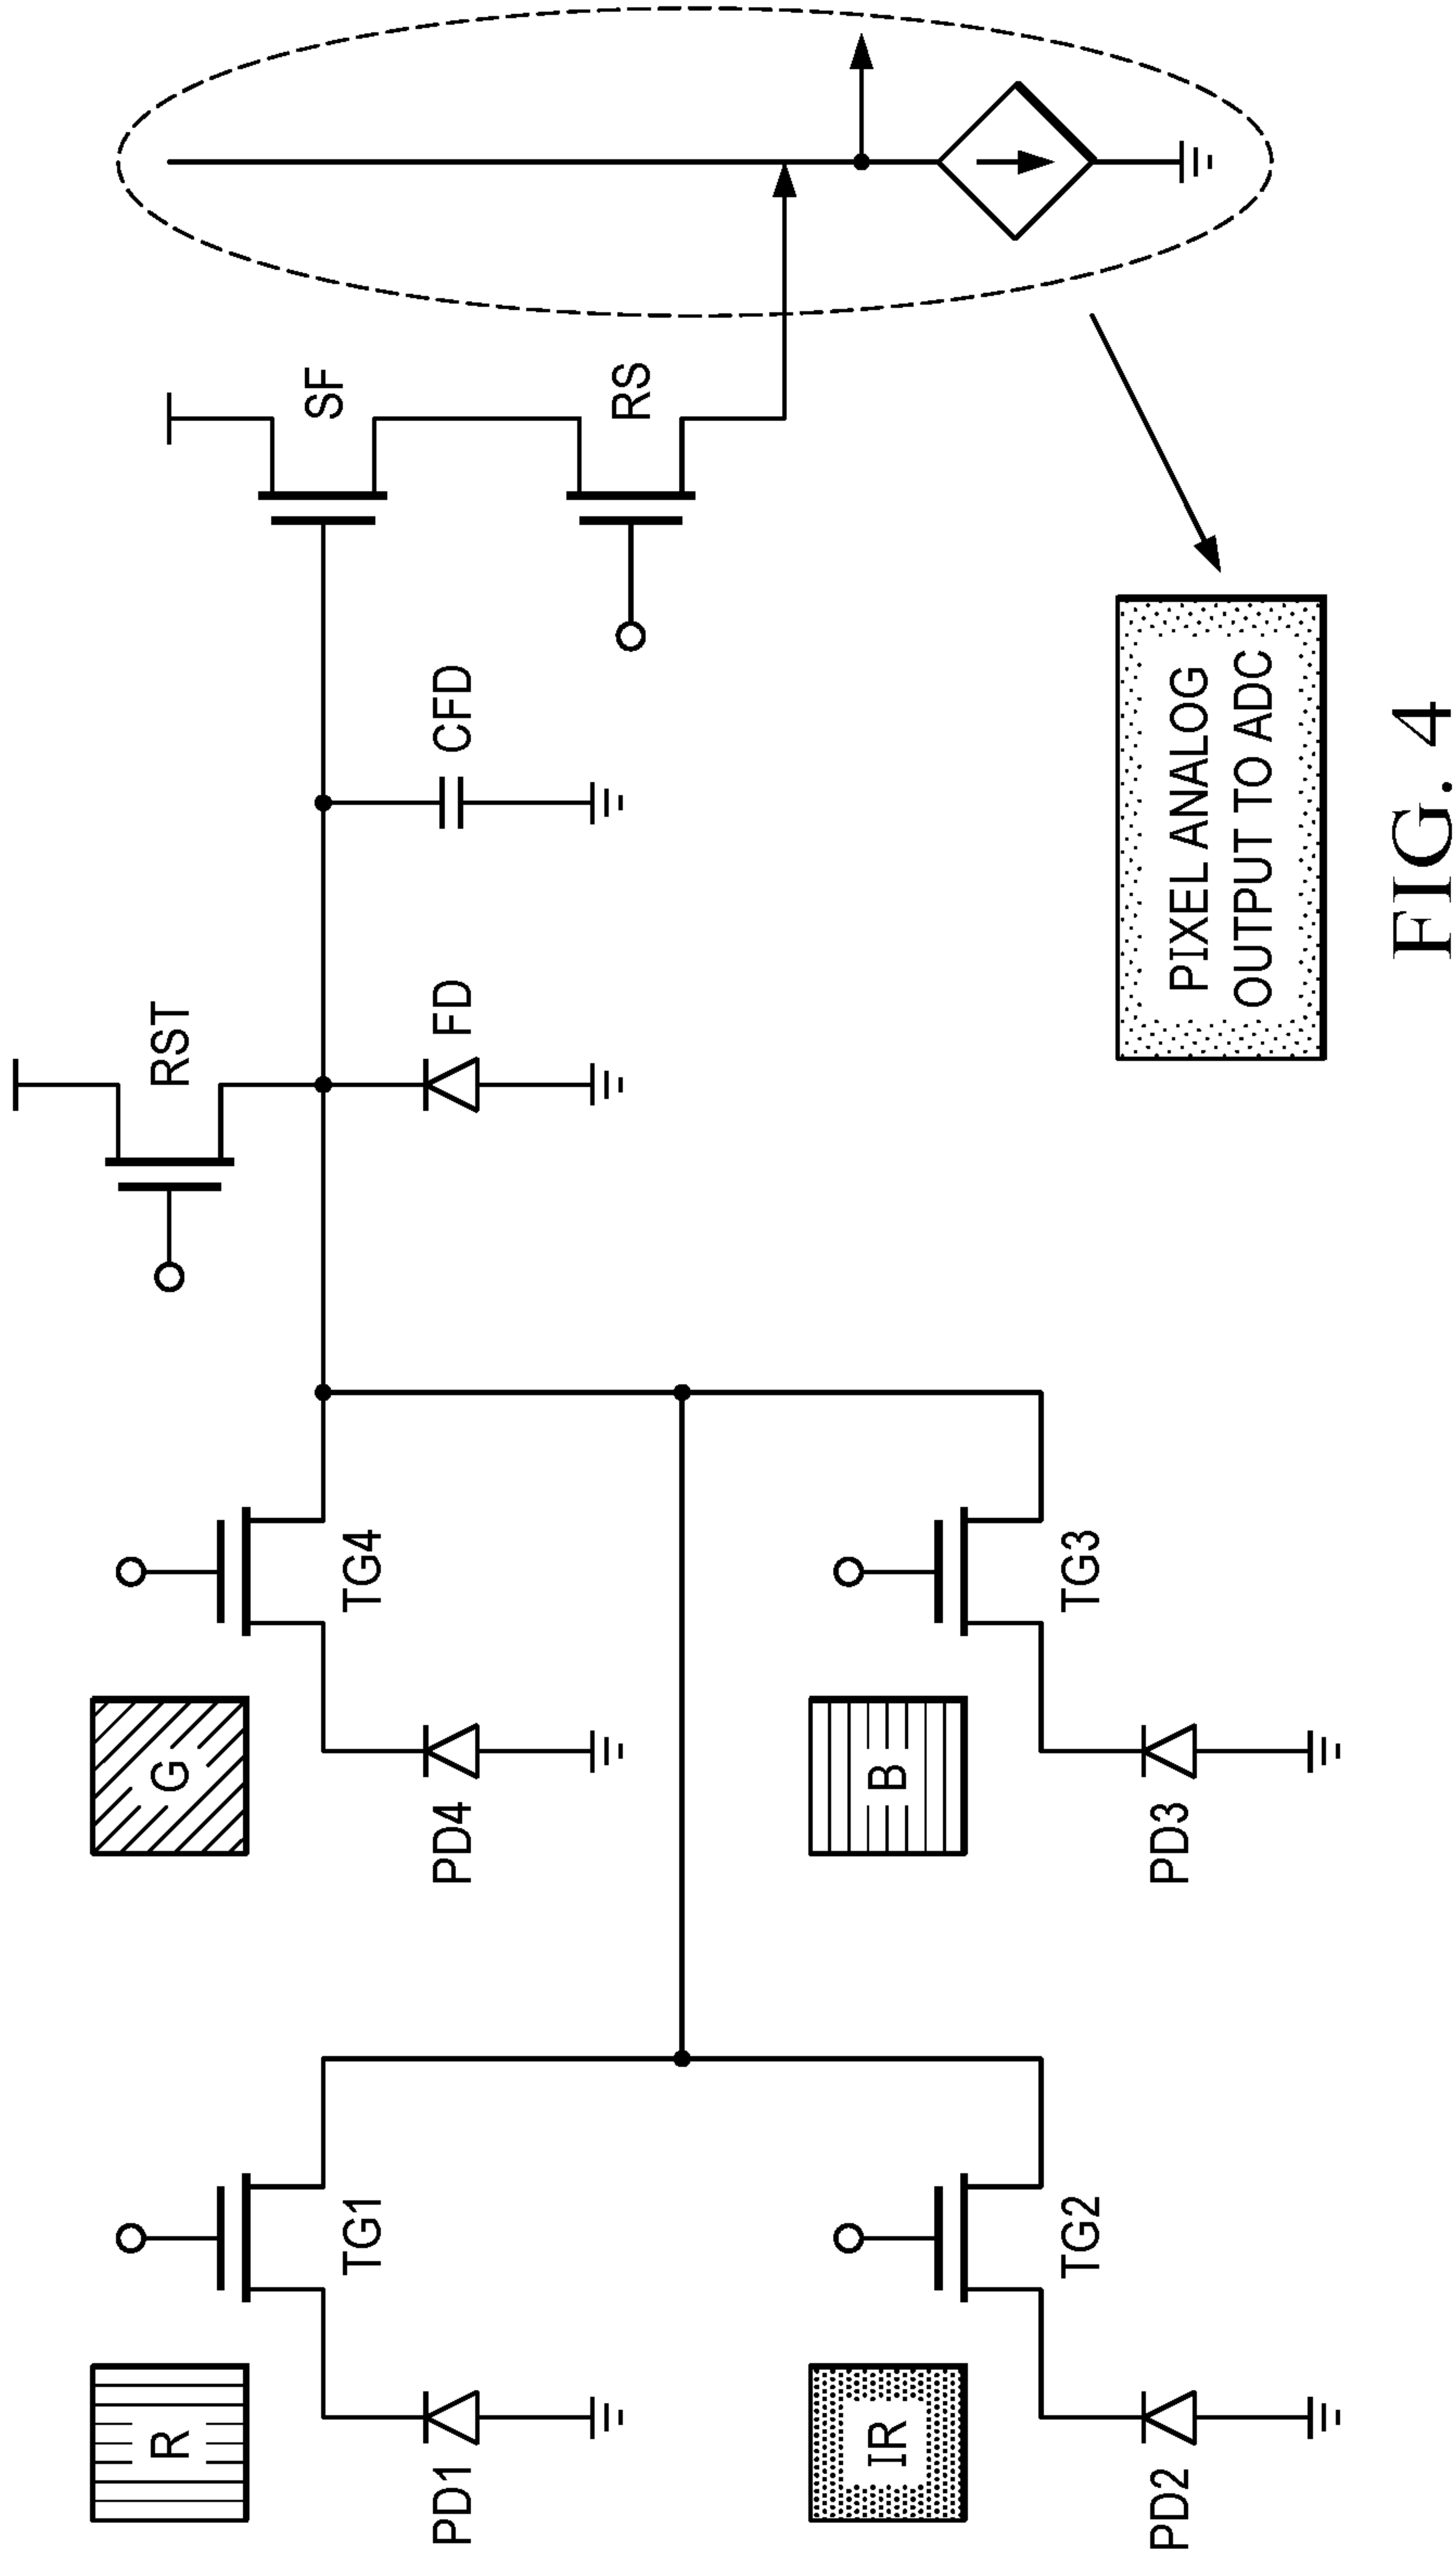 R
TG1
PD1
G
TG4
PD4
IR
TG2
PD2
B
TG3
PD3
RST
FD
CFD
SF
RS
PIXEL ANALOG
OUTPUT TO ADC
FIG. 4